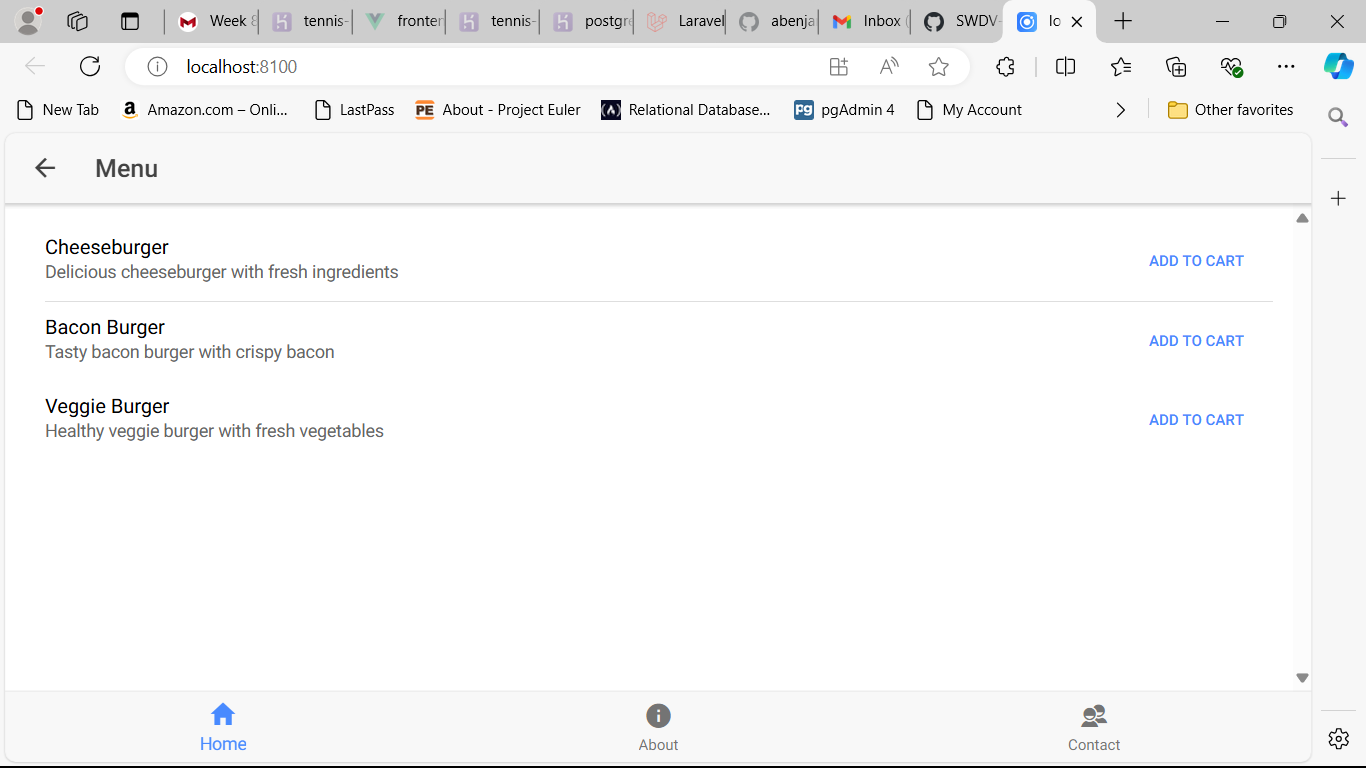 Week 8 tennis- fronter tennis- postgre Laravel abenja Inbox ( SWDV- lo
localhost:8100
New Tab Amazon.com – Onli... LastPass PE About - Project Euler Relational Database... pg pgAdmin 4 My Account Other favorites
Menu
Cheeseburger
Delicious cheeseburger with fresh ingredients
ADD TO CART
Bacon Burger
Tasty bacon burger with crispy bacon
ADD TO CART
Veggie Burger
Healthy veggie burger with fresh vegetables
ADD TO CART
Home About Contact